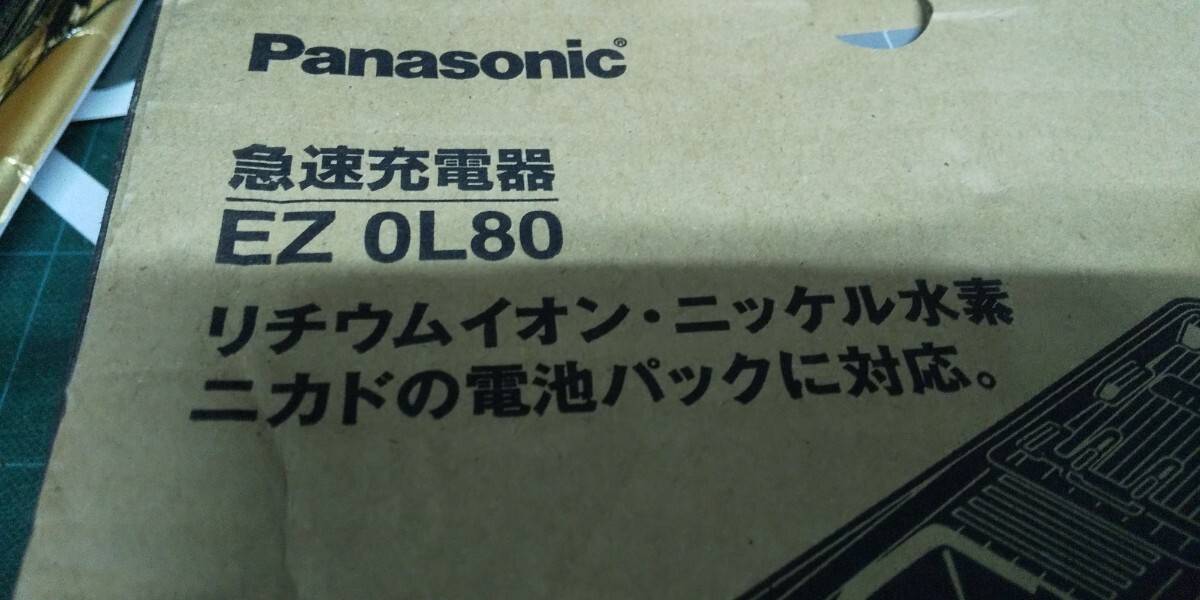 Panasonic®
急速充電器
EZ 0L80
リチウムイオン・ニッケル水素
ニカドの電池パックに対応。